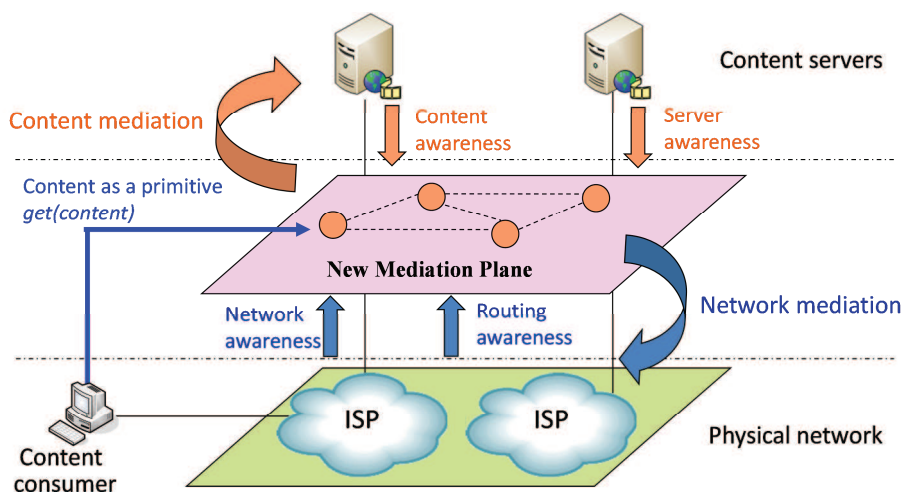 Content servers
Content mediation
Content
awareness
Server
awareness
Content as a primitive
get(content)
New Mediation Plane
Network
awareness
Routing
awareness
Network mediation
ISP
ISP
Physical network
Content
consumer